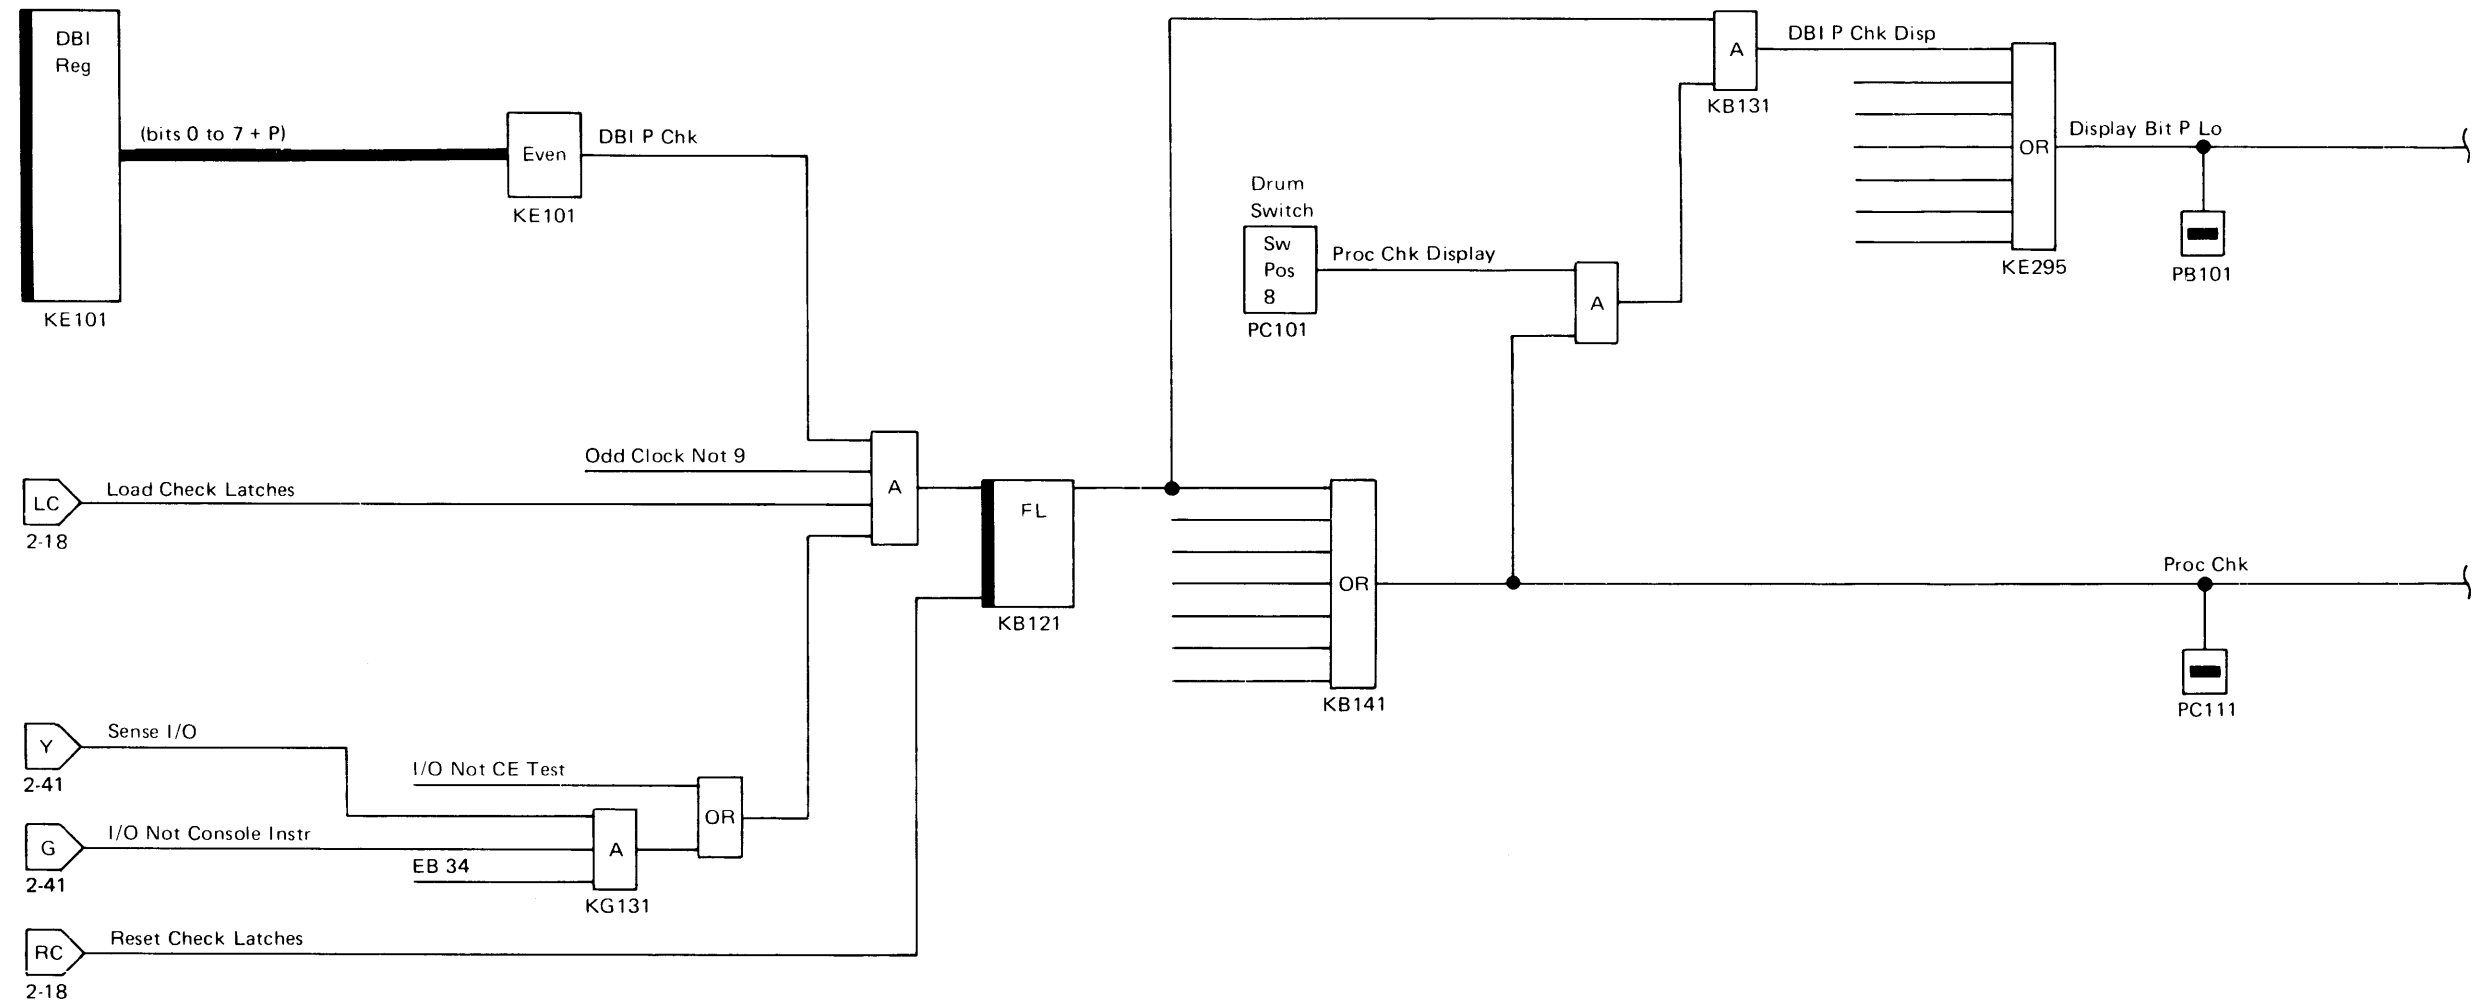 DBI
Reg
KE101
(bits 0 to 7 + P)
Even
KE101
DBI P Chk
Odd Clock Not 9
LC
Load Check Latches
2-18
A
FL
KB121
Y
Sense I/O
2-41
G
I/O Not Console Instr
2-41
I/O Not CE Test
EB 34
A
KG131
OR
RC
Reset Check Latches
2-18
Drum
Switch
Sw
Pos
8
PC101
Proc Chk Display
A
A
KB131
DBI P Chk Disp
OR
KE295
Display Bit P Lo
PB101
OR
KB141
Proc Chk
PC111